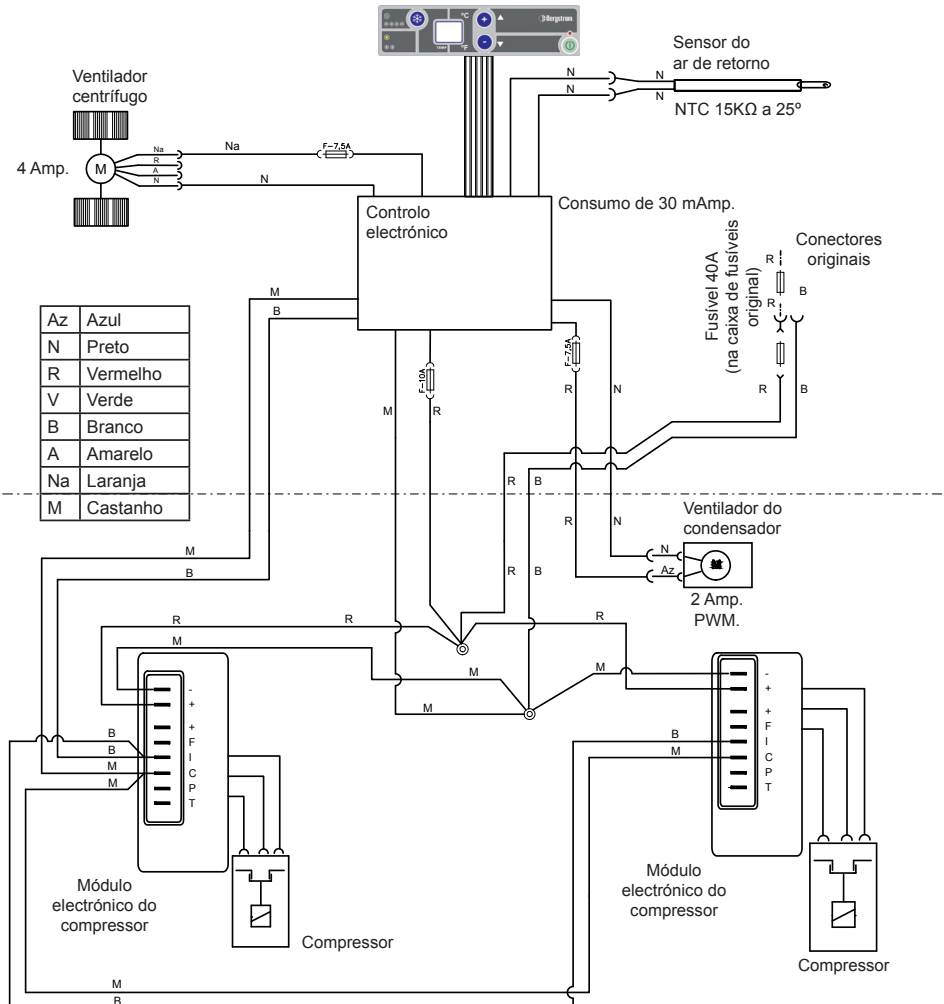 °C
Bergstrom
TEMP
°F
Ventilador
centrífugo
4 Amp.
M
Na
R
A
N
Na
N
F-7,5A
N
N
N
N
Sensor do
ar de retorno
NTC 15KΩ a 25º
Controlo
electrónico
Consumo de 30 mAmp.
Fusível 40A
(na caixa de fusíveis
original)
Conectores
originais
R
R
B
R
B
Az Azul
N Preto
R Vermelho
V Verde
B Branco
A Amarelo
Na Laranja
M Castanho
M
B
M
F-10A
R
F-7,5A
R
N
R
B
R
N
R
B
M
B
Ventilador do
condensador
N
Az
2 Amp.
PWM.
R
R
R
M
M
M
M
-
+
+
F
I
C
P
T
B
B
M
M
-
+
+
F
I
C
P
T
B
M
Módulo
electrónico do
compressor
Compressor
Módulo
electrónico do
compressor
Compressor
M
B